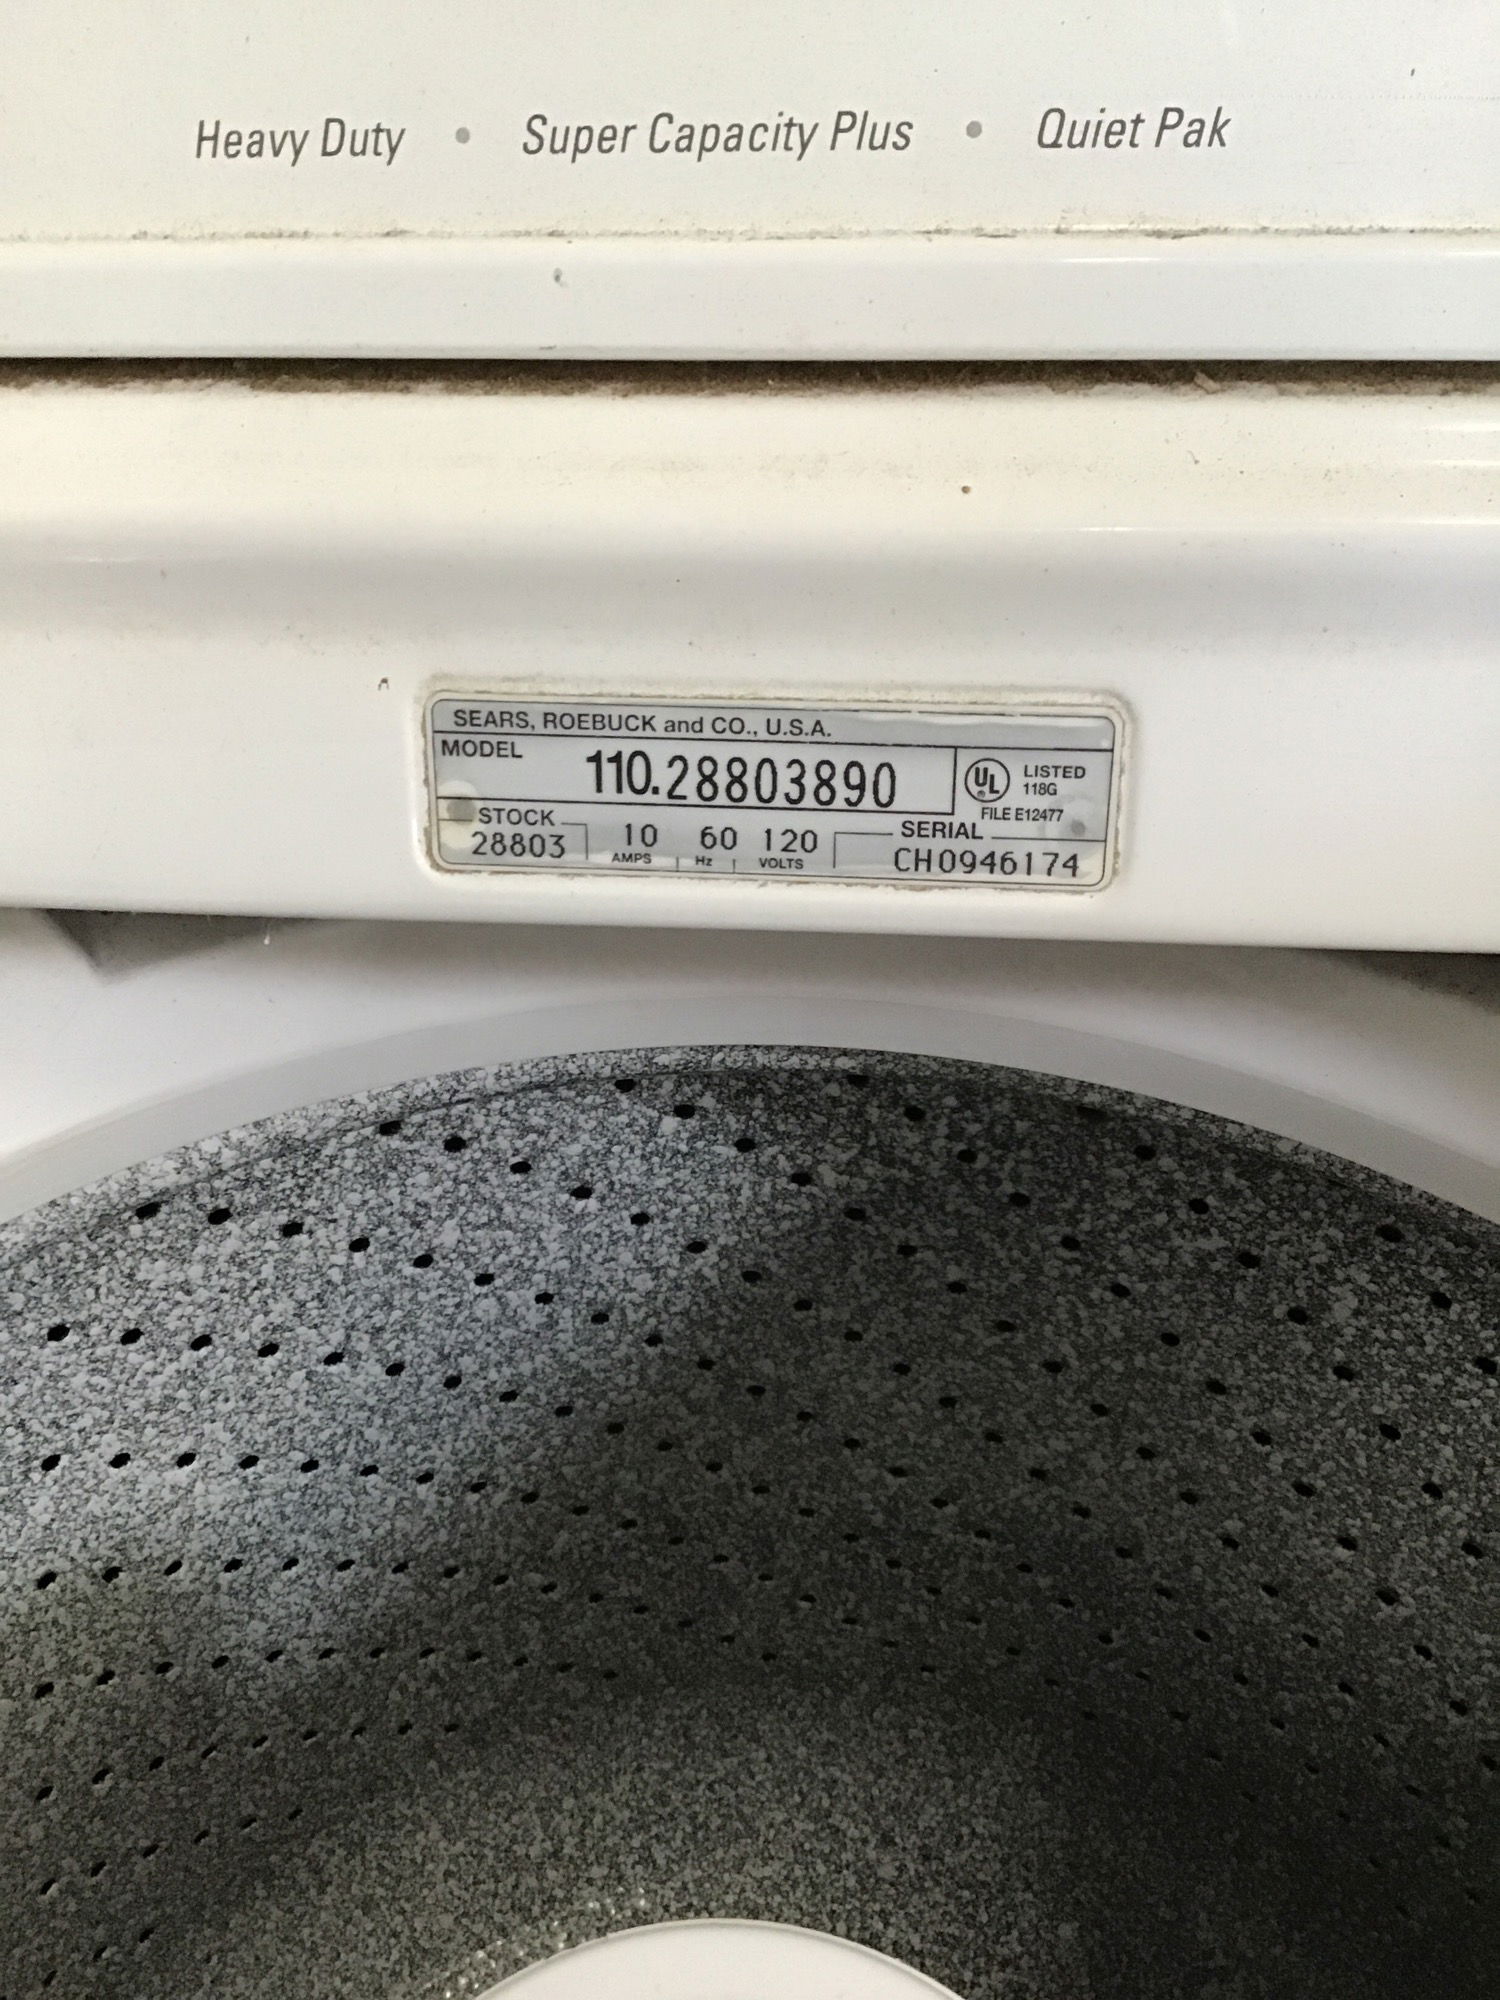 Heavy Duty • Super Capacity Plus • Quiet Pak
SEARS, ROEBUCK and CO., U.S.A.
MODEL 110.28803890
UL LISTED
118G
FILE E12477
STOCK
28803
10 60 120
AMPS Hz VOLTS
SERIAL
CH0946174